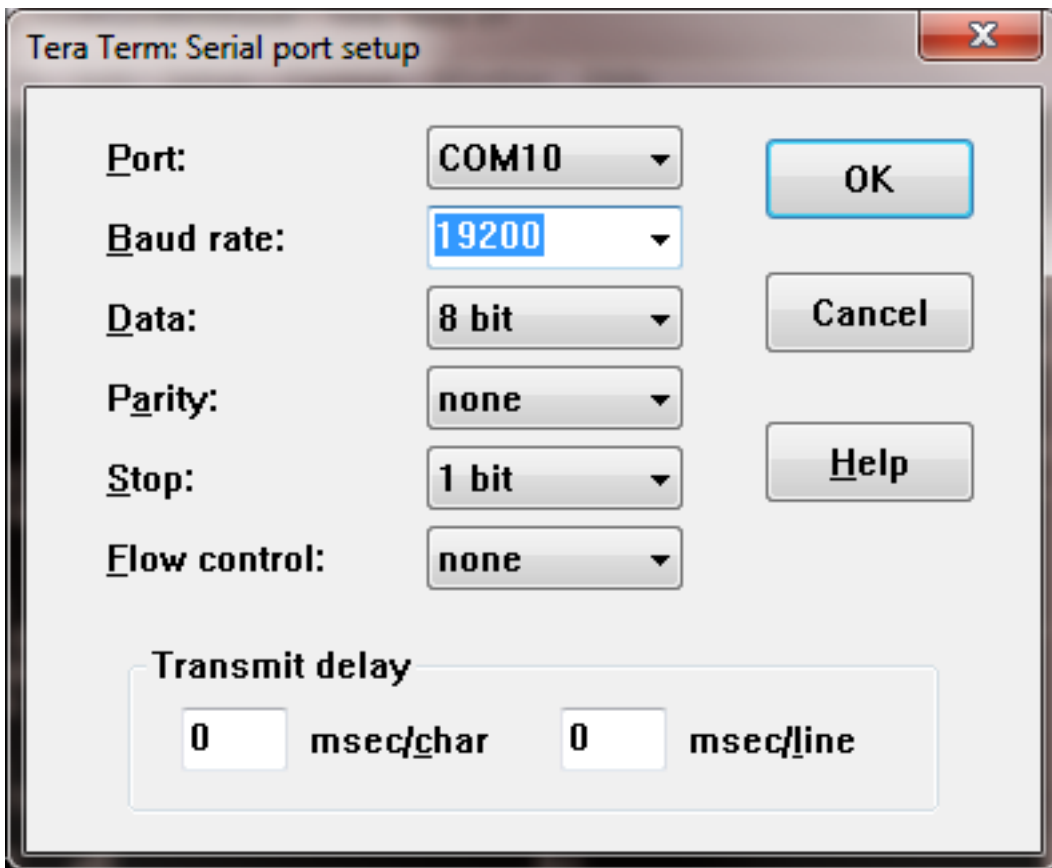 Tera Term: Serial port setup
Port: COM10 OK
Baud rate: 19200
Data: 8 bit Cancel
Parity: none
Stop: 1 bit Help
Flow control: none
Transmit delay
0 msec/char 0 msec/line